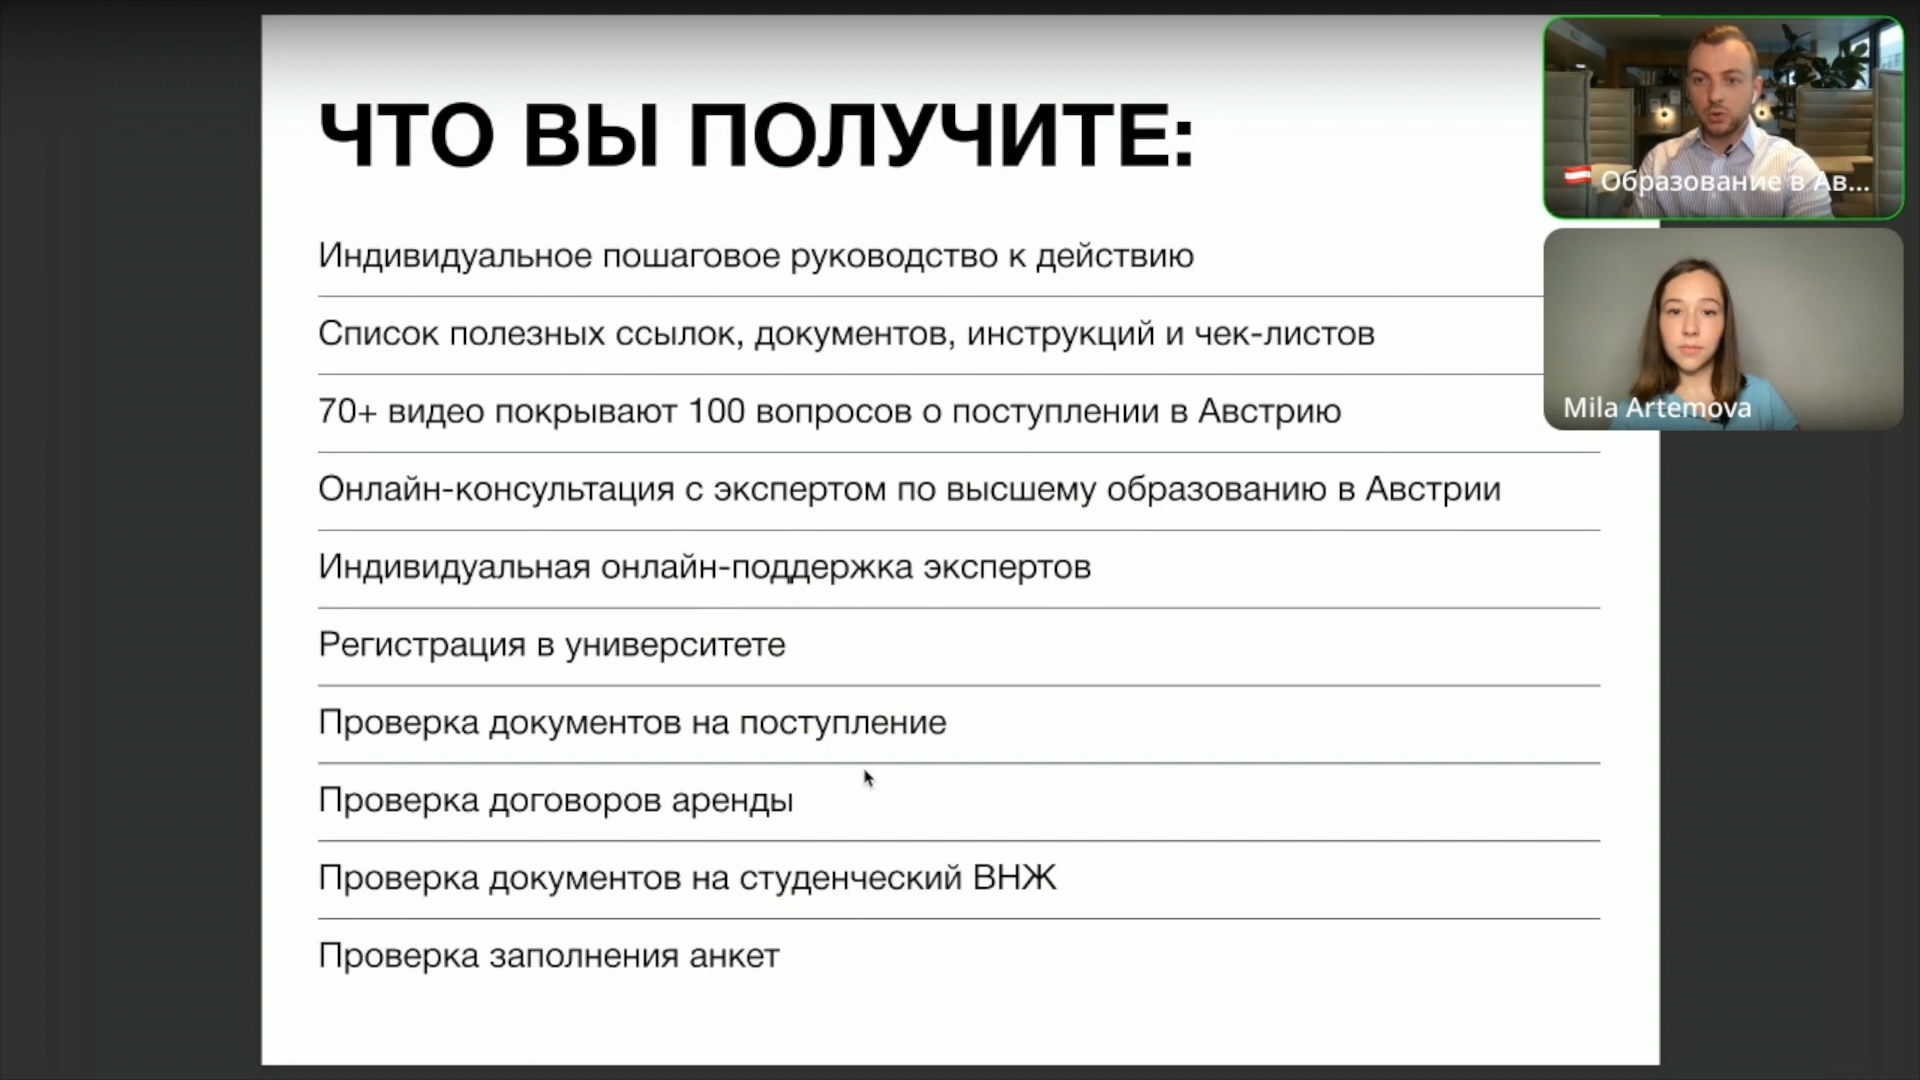 ЧТО ВЫ ПОЛУЧИТЕ:
Индивидуальное пошаговое руководство к действию
Список полезных ссылок, документов, инструкций и чек-листов
70+ видео покрывают 100 вопросов о поступлении в Австрию
Онлайн-консультация с экспертом по высшему образованию в Австрии
Индивидуальная онлайн-поддержка экспертов
Регистрация в университете
Проверка документов на поступление
Проверка договоров аренды
Проверка документов на студенческий ВНЖ
Проверка заполнения анкет
Образование в Ав...
Mila Artemova